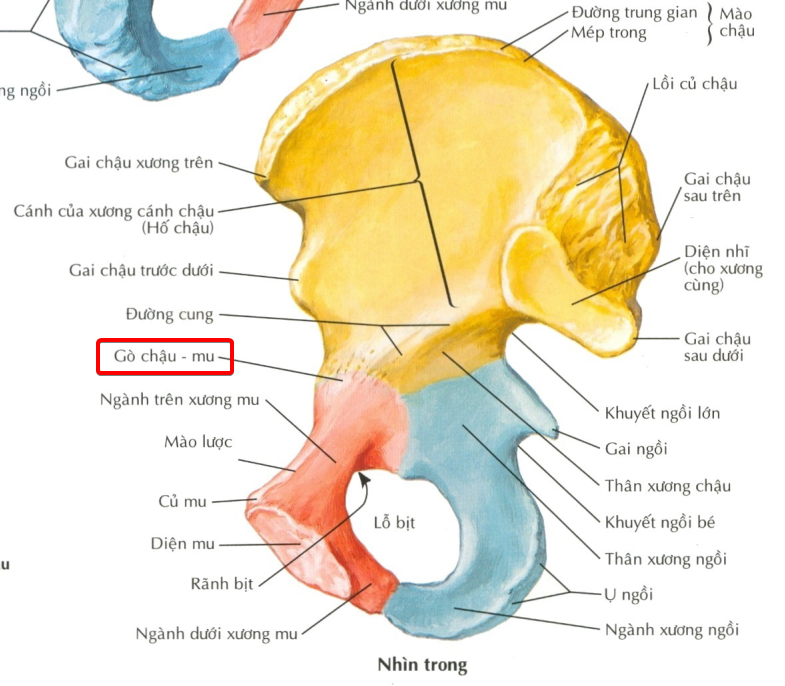 Ngành dưới xương mu
Đường trung gian
Mép trong
Mào
chậu
ng ngồi
Lồi củ chậu
Gai chậu xương trên
Gai chậu
sau trên
Cánh của xương cánh chậu
(Hố chậu)
Diện nhĩ
(cho xương
cùng)
Gai chậu trước dưới
Đường cung
Gai chậu
sau dưới
Gò chậu - mu
Ngành trên xương mu
Khuyết ngồi lớn
Mào lược
Gai ngồi
Thân xương chậu
Củ mu
Lỗ bịt
Khuyết ngồi bé
Diện mu
Thân xương ngồi
Rãnh bịt
Ụ ngồi
Ngành dưới xương mu
Ngành xương ngồi
Nhìn trong